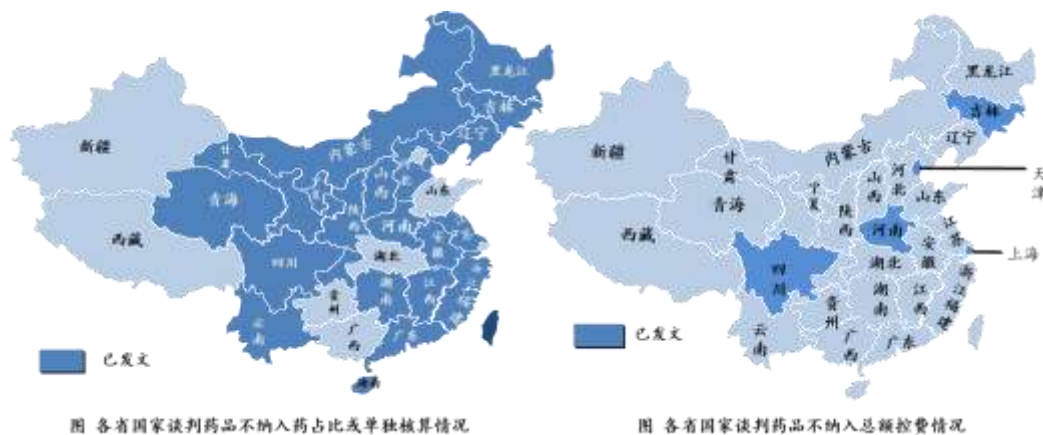 黑龙江
吉林
辽宁
内蒙古
新疆
甘肃
山西
山东
青海
陕西
河南
西藏
四川
湖北
湖南
江西
贵州
云南
广西
广东
已发文
图 各省国家谈判药品不纳入药占比或单独核算情况
黑龙江
吉林
辽宁
内蒙古
新疆
甘肃
宁夏
山西
河北
天津
山东
青海
陕西
河南
江苏
西藏
安徽
上海
四川
湖北
浙江
湖南
江西
福建
贵州
云南
广西
广东
已发文
图 各省国家谈判药品不纳入总额控费情况